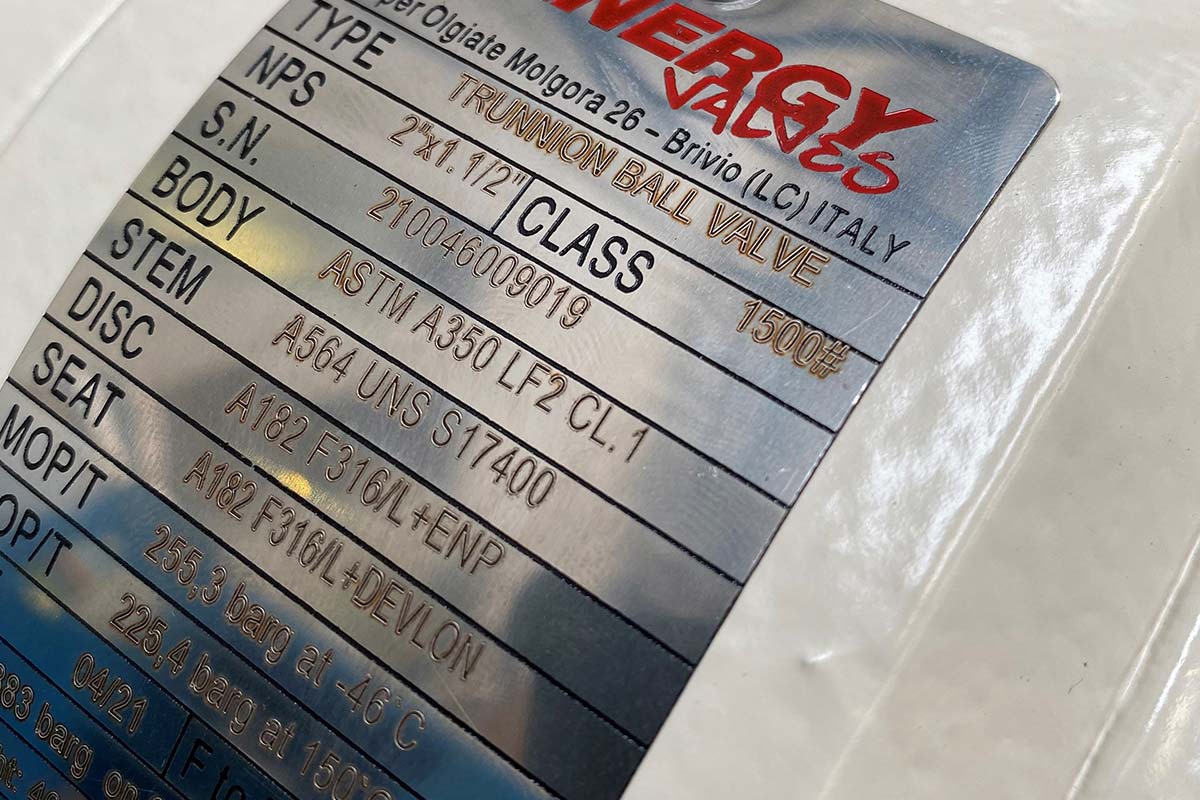 ENERGY
VALVES
per Olgiate Molgora 26 - Brivio (LC) ITALY
TYPE TRUNNION BALL VALVE
NPS 2"x1.1/2" CLASS 1500#
S.N. 210046009019
BODY ASTM A350 LF2 CL.1
STEM A564 UNS S17400
DISC A182 F316/L+ENP
SEAT A182 F316/L+DEVLON
MOP/T 255,3 barg at -46°C
OP/T 225,4 barg at 150°C
04/21 F to
383 barg on